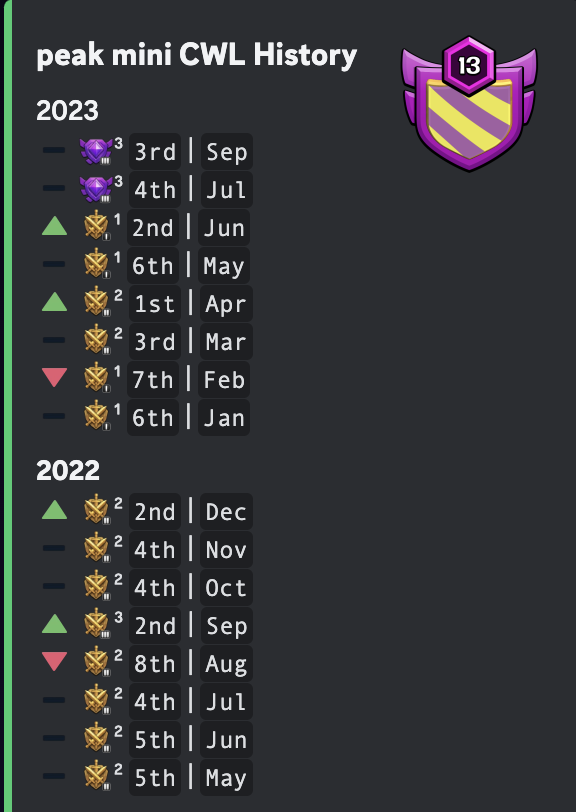 peak mini CWL History
13
2023
3 3rd | Sep
3 4th | Jul
1 2nd | Jun
1 6th | May
2 1st | Apr
2 3rd | Mar
1 7th | Feb
1 6th | Jan
2022
2 2nd | Dec
2 4th | Nov
2 4th | Oct
3 2nd | Sep
2 8th | Aug
2 4th | Jul
2 5th | Jun
2 5th | May